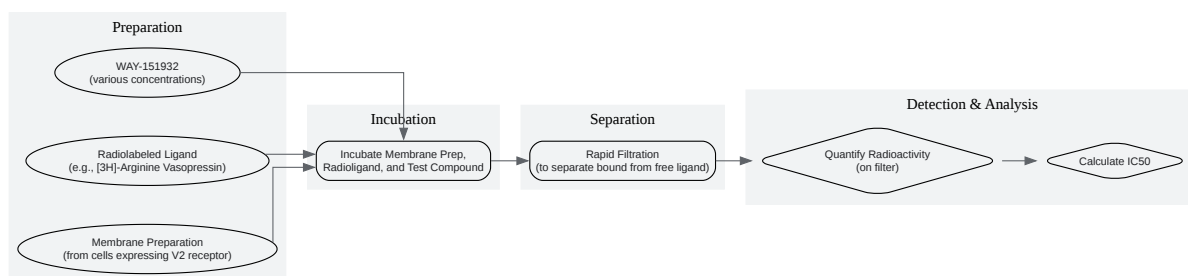 Preparation
WAY-151932
(various concentrations)
Radiolabeled Ligand
(e.g., [3H]-Arginine Vasopressin)
Membrane Preparation
(from cells expressing V2 receptor)
Incubation
Incubate Membrane Prep,
Radioligand, and Test Compound
Separation
Rapid Filtration
(to separate bound from free ligand)
Detection & Analysis
Quantify Radioactivity
(on filter)
Calculate IC50